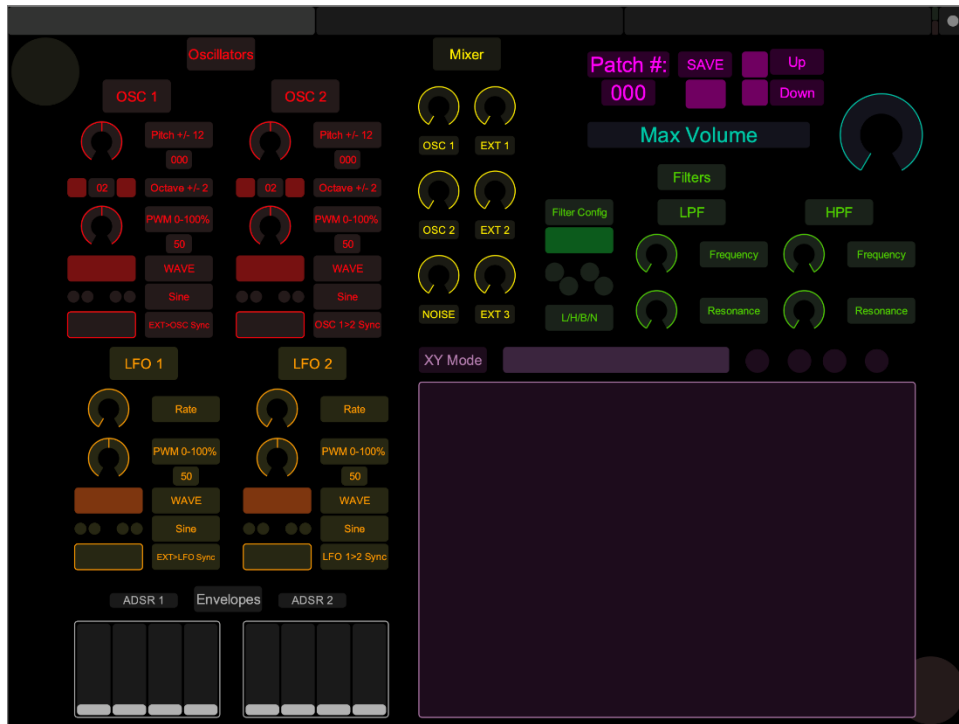 Oscillators
OSC 1
OSC 2
Pitch +/- 12
000
Pitch +/- 12
000
02
Octave +/- 2
02
Octave +/- 2
PWM 0-100%
50
PWM 0-100%
50
WAVE
WAVE
Sine
Sine
EXT>OSC Sync
OSC 1>2 Sync
LFO 1
LFO 2
Rate
Rate
PWM 0-100%
50
PWM 0-100%
50
WAVE
WAVE
Sine
Sine
EXT>LFO Sync
LFO 1>2 Sync
ADSR 1
Envelopes
ADSR 2
Mixer
OSC 1
EXT 1
OSC 2
EXT 2
NOISE
EXT 3
Patch #:
SAVE
Up
000
Down
Max Volume
Filters
Filter Config
LPF
HPF
Frequency
Frequency
L/H/B/N
Resonance
Resonance
XY Mode